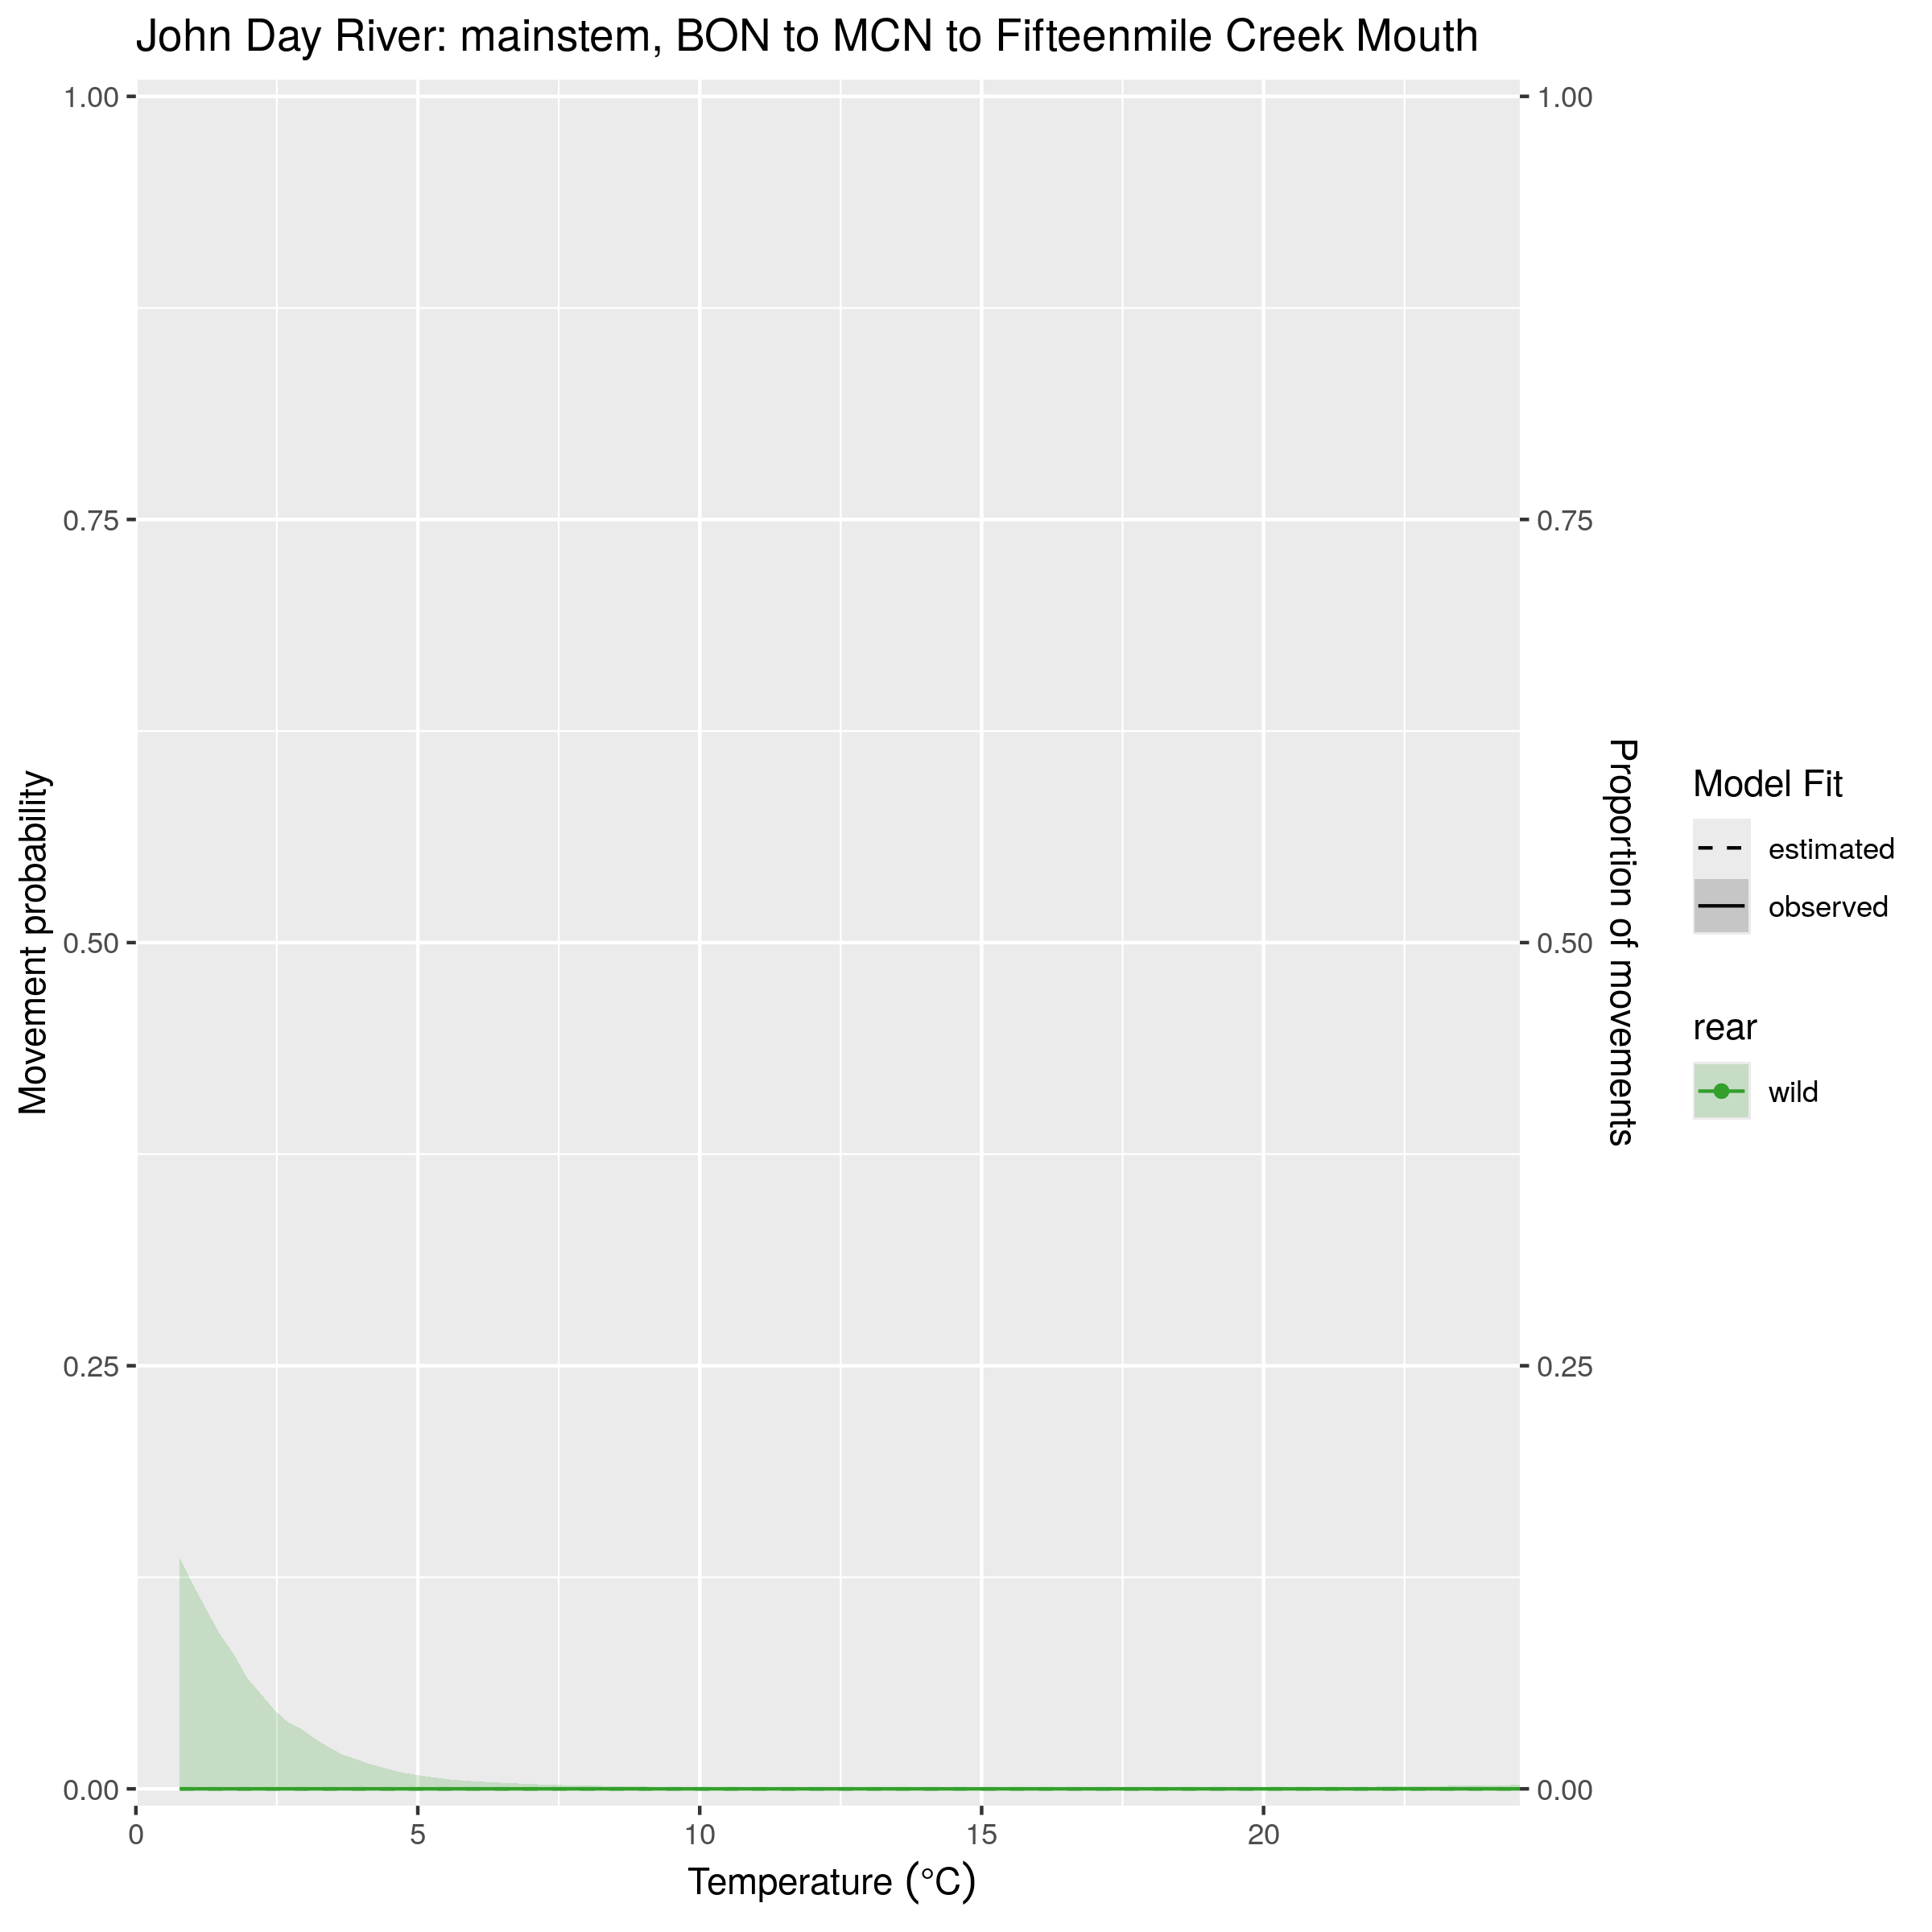 John Day River: mainstem, BON to MCN to Fifteenmile Creek Mouth
1.00
0.75
0.50
0.25
0.00
Movement probability
1.00
0.75
0.50
0.25
0.00
Proportion of movements
0 5 10 15 20
Temperature (°C)
Model Fit
estimated
observed
rear
wild